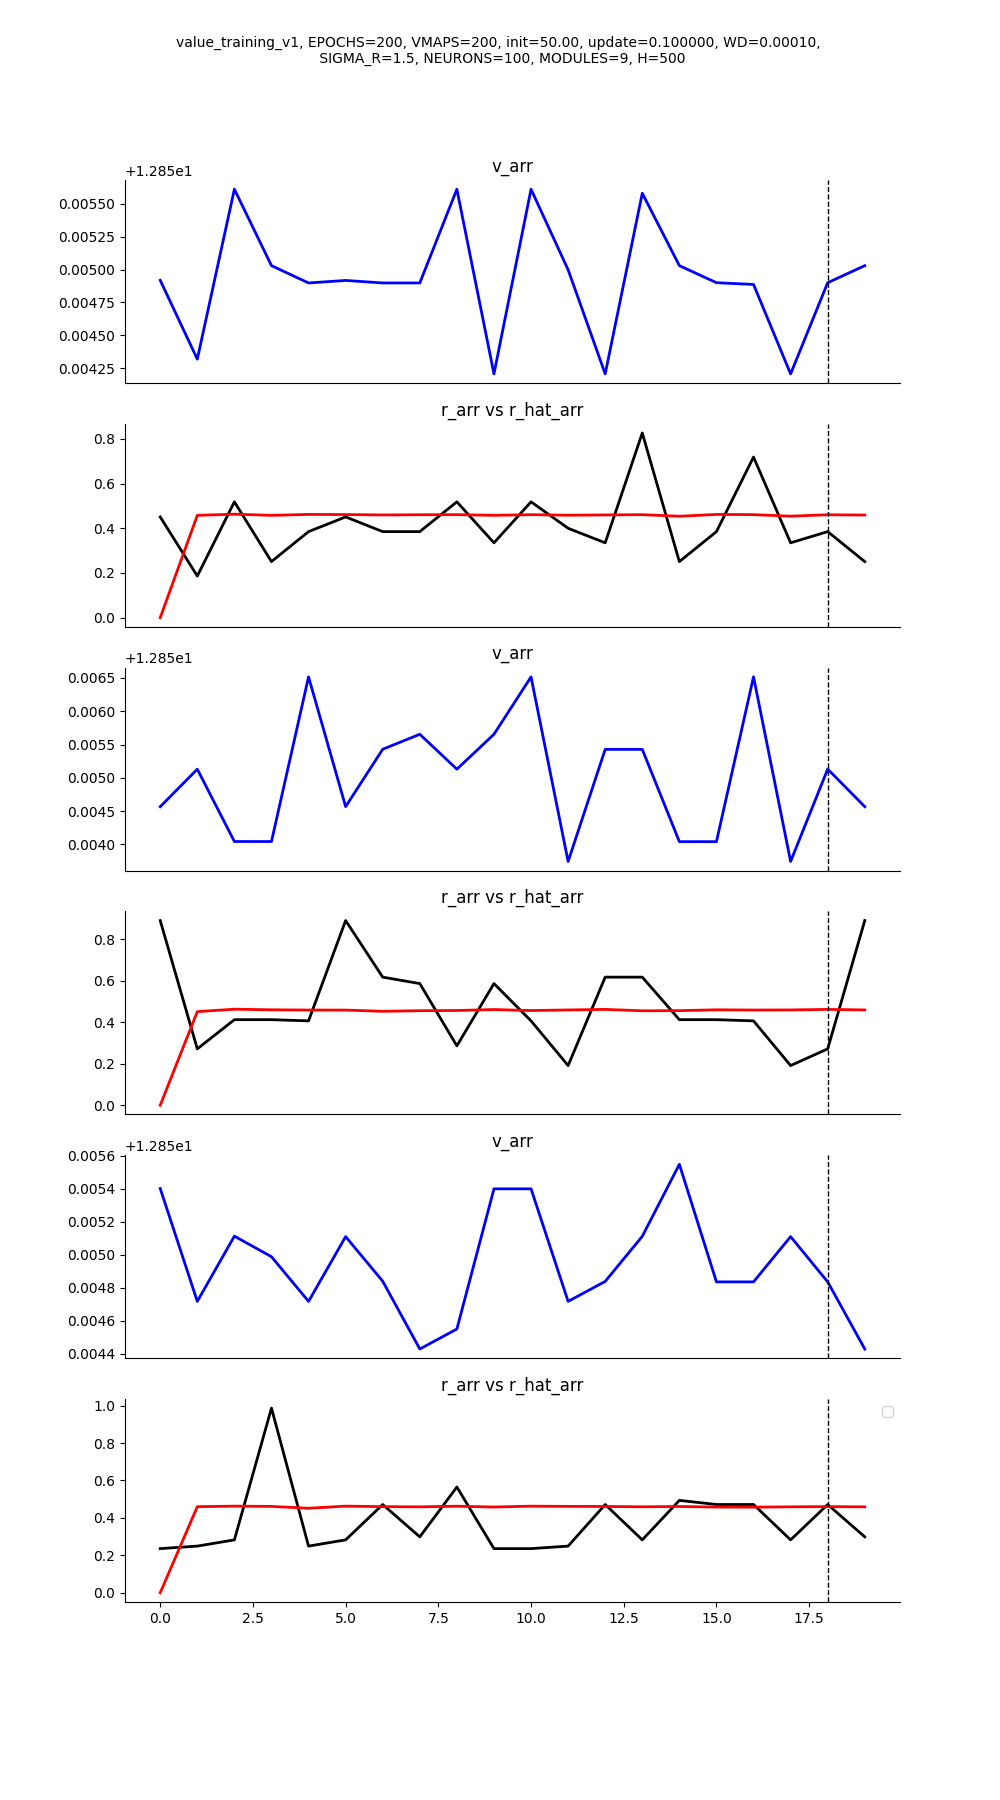 value_training_v1, EPOCHS=200, VMAPS=200, init=50.00, update=0.100000, WD=0.00010,
SIGMA_R=1.5, NEURONS=100, MODULES=9, H=500
v_arr
+1.285e1
0.00550
0.00525
0.00500
0.00475
0.00450
0.00425
r_arr vs r_hat_arr
0.8
0.6
0.4
0.2
0.0
v_arr
+1.285e1
0.0065
0.0060
0.0055
0.0050
0.0045
0.0040
r_arr vs r_hat_arr
0.8
0.6
0.4
0.2
0.0
v_arr
+1.285e1
0.0056
0.0054
0.0052
0.0050
0.0048
0.0046
0.0044
r_arr vs r_hat_arr
1.0
0.8
0.6
0.4
0.2
0.0
0.0 2.5 5.0 7.5 10.0 12.5 15.0 17.5